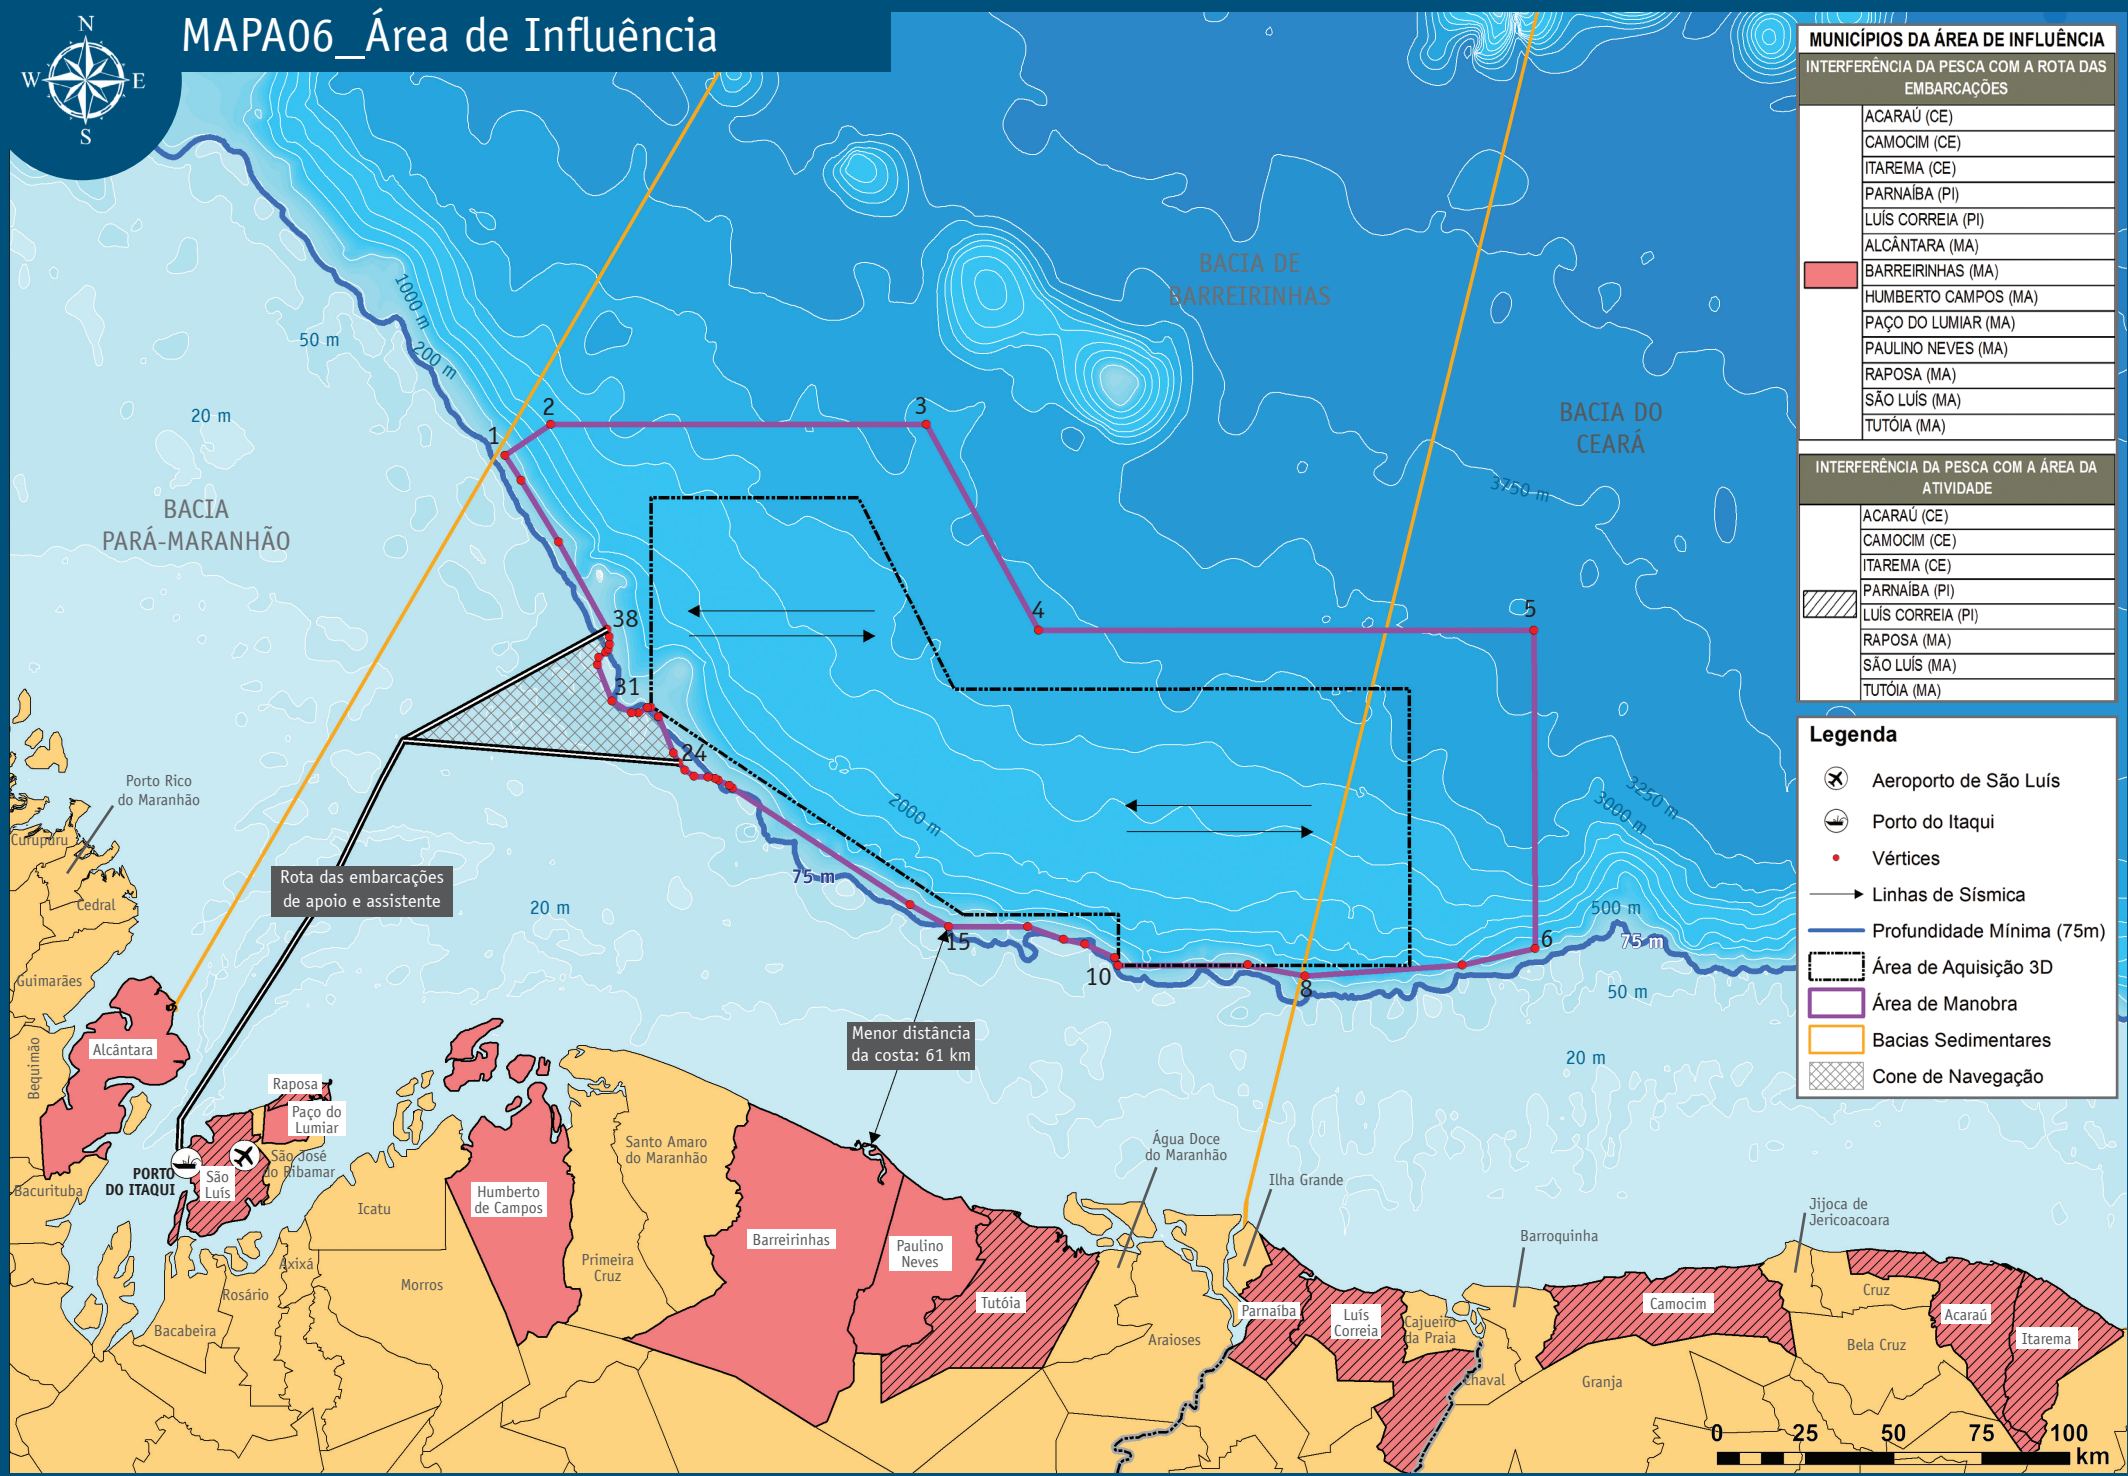 N
W
E
S
MAPA06_Área de Influência
MUNICÍPIOS DA ÁREA DE INFLUÊNCIA
INTERFERÊNCIA DA PESCA COM A ROTA DAS
EMBARCAÇÕES
ACARAÚ (CE)
CAMOCIM (CE)
ITAREMA (CE)
PARNAÍBA (PI)
LUÍS CORREIA (PI)
ALCÂNTARA (MA)
BARREIRINHAS (MA)
HUMBERTO CAMPOS (MA)
PAÇO DO LUMIAR (MA)
PAULINO NEVES (MA)
RAPOSA (MA)
SÃO LUÍS (MA)
TUTÓIA (MA)
INTERFERÊNCIA DA PESCA COM A ÁREA DA
ATIVIDADE
ACARAÚ (CE)
CAMOCIM (CE)
ITAREMA (CE)
PARNAÍBA (PI)
LUÍS CORREIA (PI)
RAPOSA (MA)
SÃO LUÍS (MA)
TUTÓIA (MA)
Legenda
Aeroporto de São Luís
Porto do Itaqui
Vértices
Linhas de Sísmica
Profundidade Mínima (75m)
Área de Aquisição 3D
Área de Manobra
Bacias Sedimentares
Cone de Navegação
BACIA DE
BARREIRINHAS
BACIA DO
CEARÁ
BACIA
PARÁ-MARANHÃO
1000 m
200 m
50 m
20 m
3750 m
1
2
3
4
5
38
31
24
15
10
8
6
2000 m
3250 m
3000 m
500 m
75 m
75 m
50 m
20 m
20 m
Rota das embarcações
de apoio e assistente
Menor distância
da costa: 61 km
Porto Rico
do Maranhão
Cururupu
Cedral
Guimarães
Bequimão
Alcântara
Raposa
Paço do
Lumiar
São José
do Ribamar
PORTO
DO ITAQUI
São
Luís
Bacurituba
Icatu
Axixá
Rosário
Bacabeira
Morros
Humberto
de Campos
Primeira
Cruz
Santo Amaro
do Maranhão
Barreirinhas
Paulino
Neves
Tutóia
Água Doce
do Maranhão
Araioses
Ilha Grande
Parnaíba
Luís
Correia
Cajueiro
da Praia
Barroquinha
Chaval
Camocim
Granja
Jijoca de
Jericoacoara
Cruz
Bela Cruz
Acaraú
Itarema
0 25 50 75 100
km